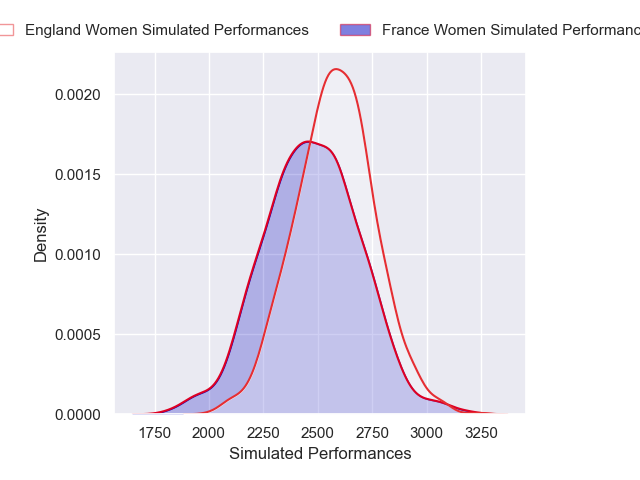 England Women Simulated Performances France Women Simulated Performanc
0.0020
0.0015
0.0010
0.0005
0.0000
Density
1750 2000 2250 2500 2750 3000 3250
Simulated Performances